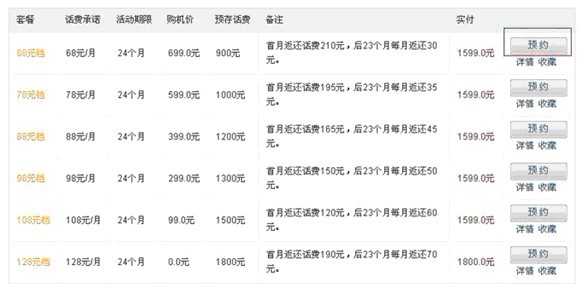 套餐 话费承诺 活动期限 购机价 预存话费 备注 实付
68元档 68元/月 24个月 699.0元 900元 首月返还话费210元，后23个月每月返还30 1599.0元 预约
元。 详情 收藏
78元档 78元/月 24个月 599.0元 1000元 首月返还话费195元，后23个月每月返还35 1599.0元 预约
元。 详情 收藏
88元档 88元/月 24个月 399.0元 1200元 首月返还话费165元，后23个月每月返还45 1599.0元 预约
元。 详情 收藏
98元档 98元/月 24个月 299.0元 1300元 首月返还话费150元，后23个月每月返还50 1599.0元 预约
元。 详情 收藏
108元档 108元/月 24个月 99.0元 1500元 首月返还话费120元，后23个月每月返还60 1599.0元 预约
元。 详情 收藏
128元档 128元/月 24个月 0.0元 1800元 首月返还话费190元，后23个月每月返还70 1800.0元 预约
元。 详情 收藏